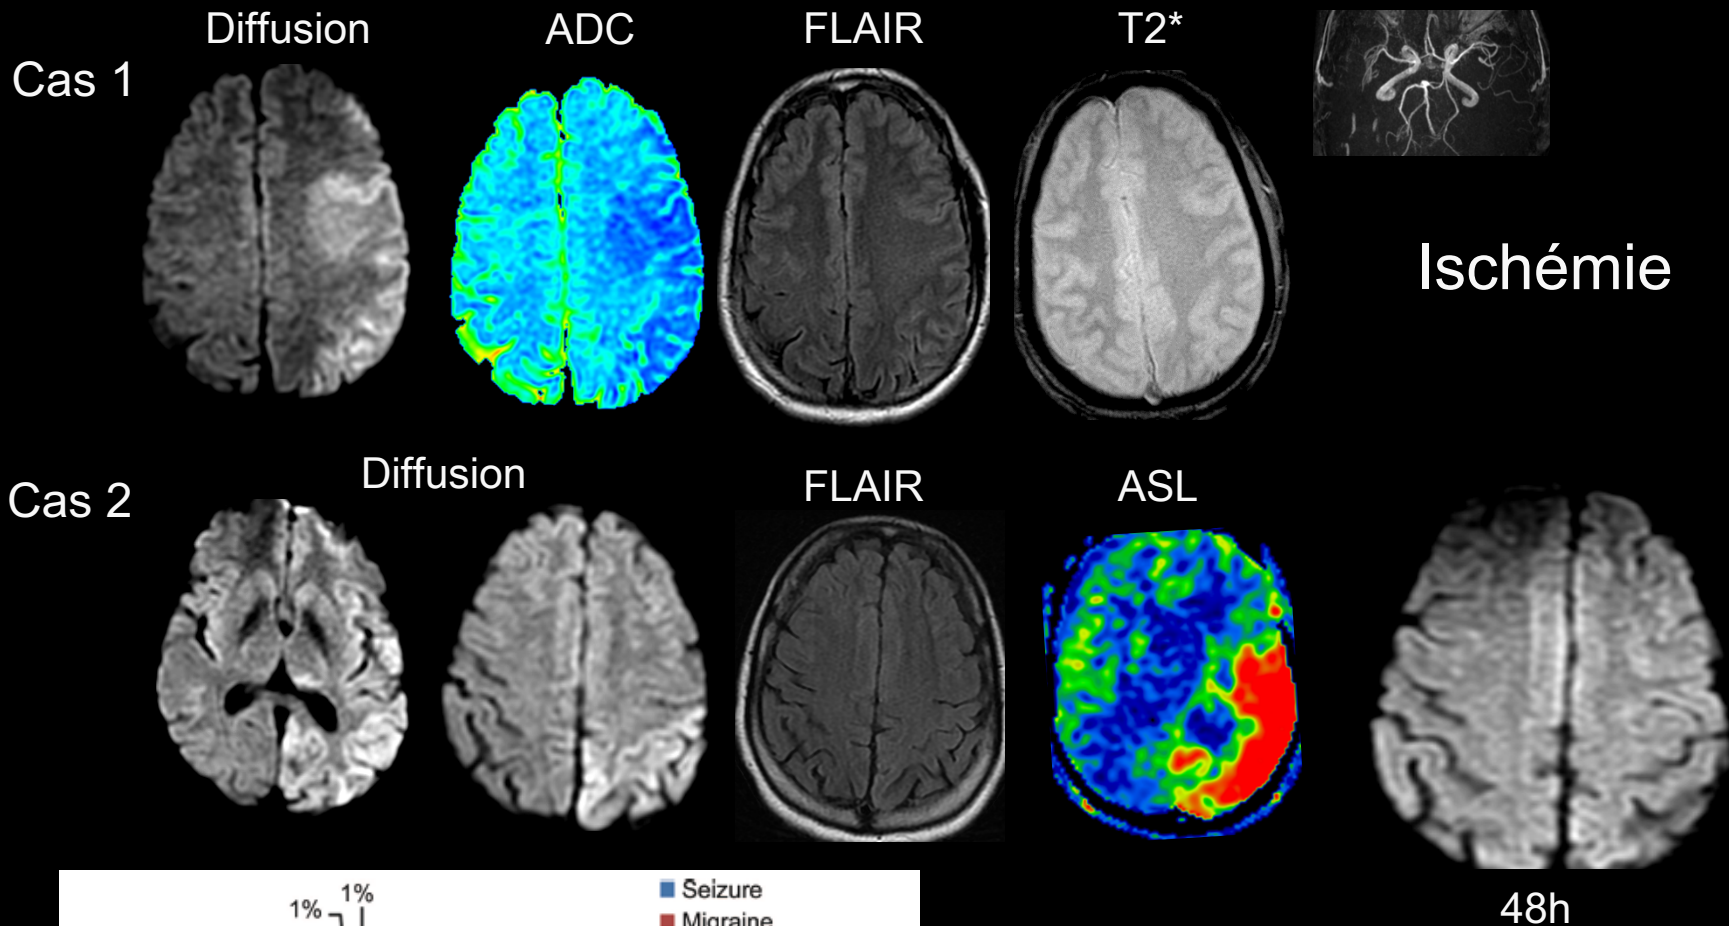 Diffusion ADC FLAIR T2*
Cas 1
Ischémie
Diffusion FLAIR ASL
Cas 2
1%
1%
Seizure
Migraine
48h